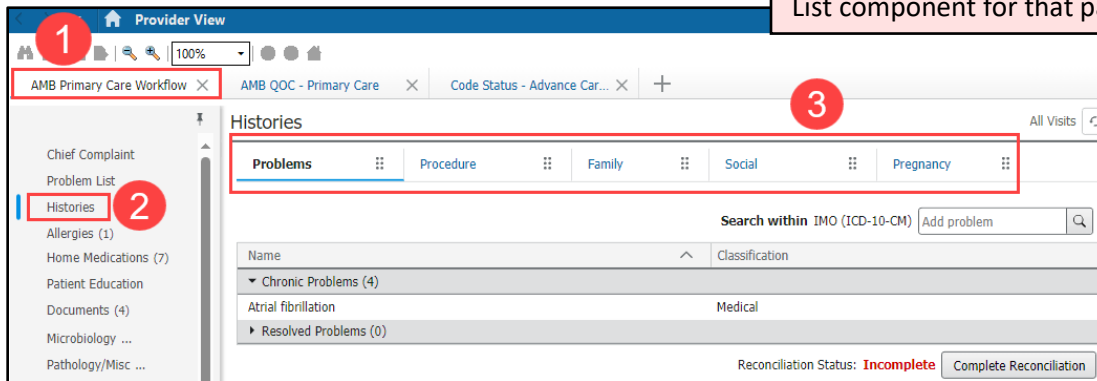 List component for that pa
Provider View
1
100%
AMB Primary Care Workflow
AMB QOC - Primary Care
Code Status - Advance Car...
3
Histories
All Visits
Chief Complaint
Problem List
Histories
2
Allergies (1)
Home Medications (7)
Patient Education
Documents (4)
Microbiology ...
Pathology/Misc ...
Problems
Procedure
Family
Social
Pregnancy
Search within IMO (ICD-10-CM) Add problem
Name
Classification
Chronic Problems (4)
Atrial fibrillation
Medical
Resolved Problems (0)
Reconciliation Status: Incomplete Complete Reconciliation